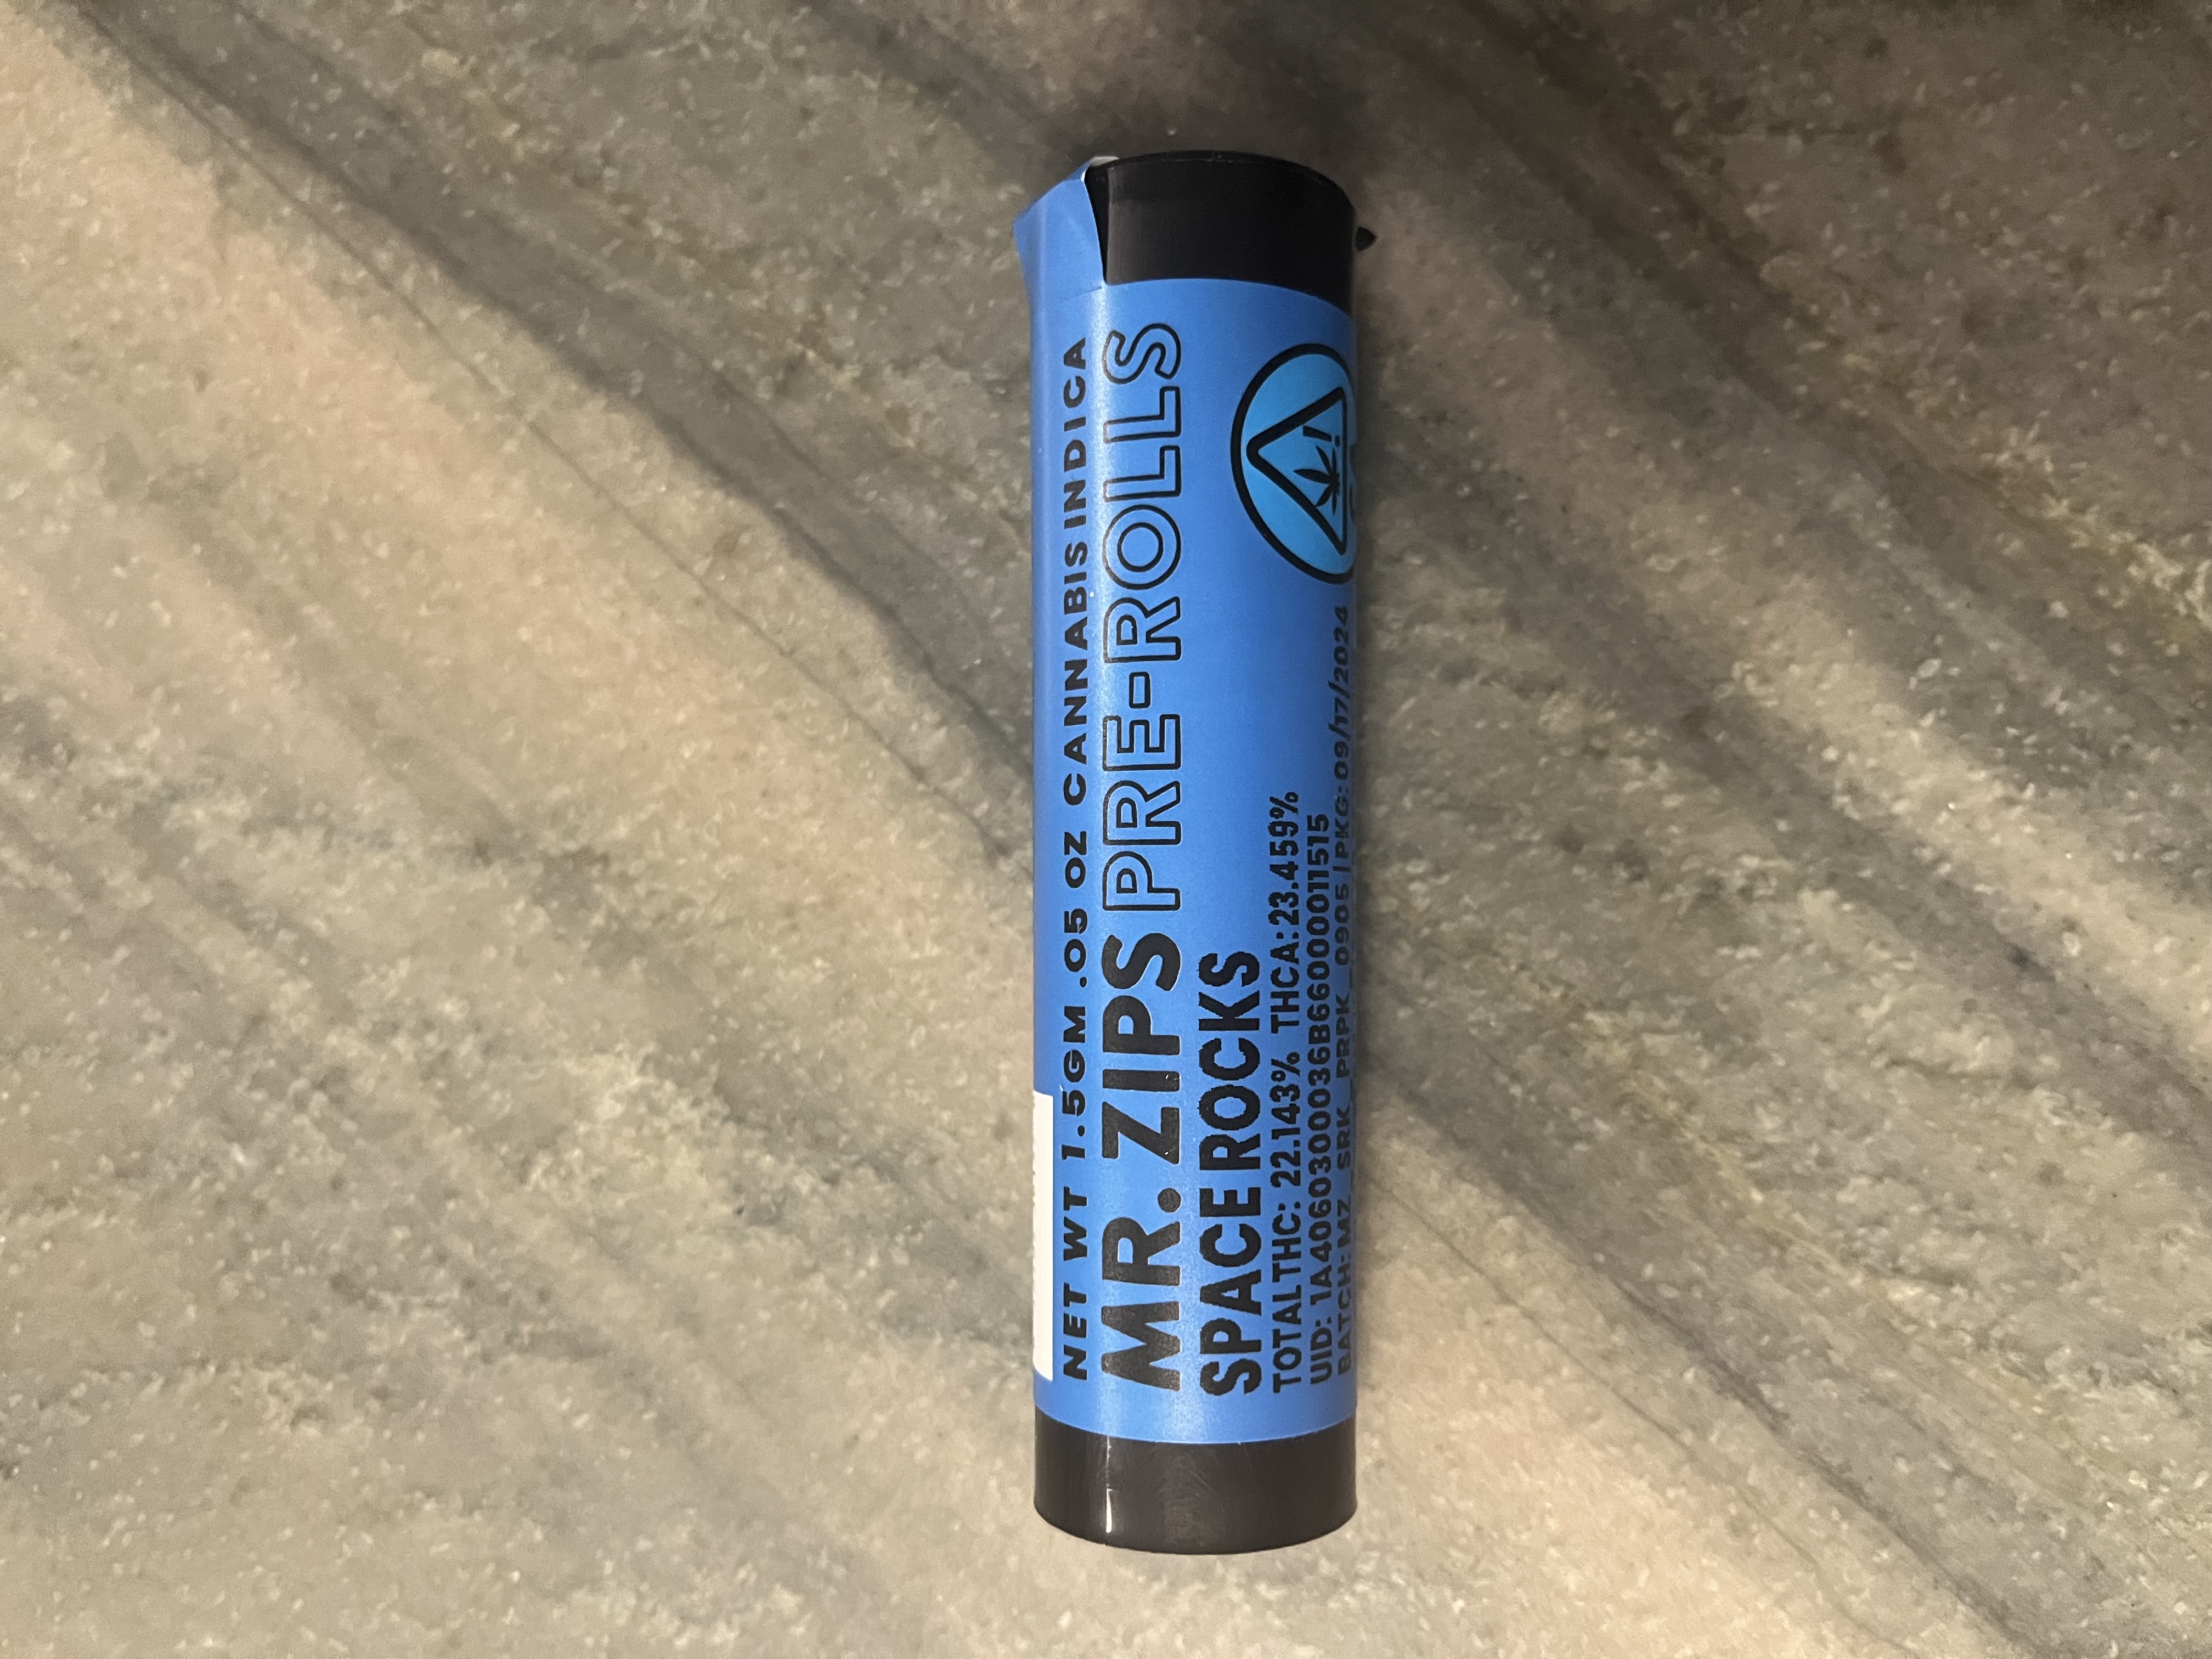 NET WT 1.5GM .05 OZ CANNABIS INDICA
MR. ZIPS PRE-ROLLS
SPACE ROCKS
TOTAL THC: 22.143% THCA: 23.459%
UID: 1A4060300036B66000011515
BATCH: MZ_SRK_PRPK_0905 | PKG: 09/17/2024